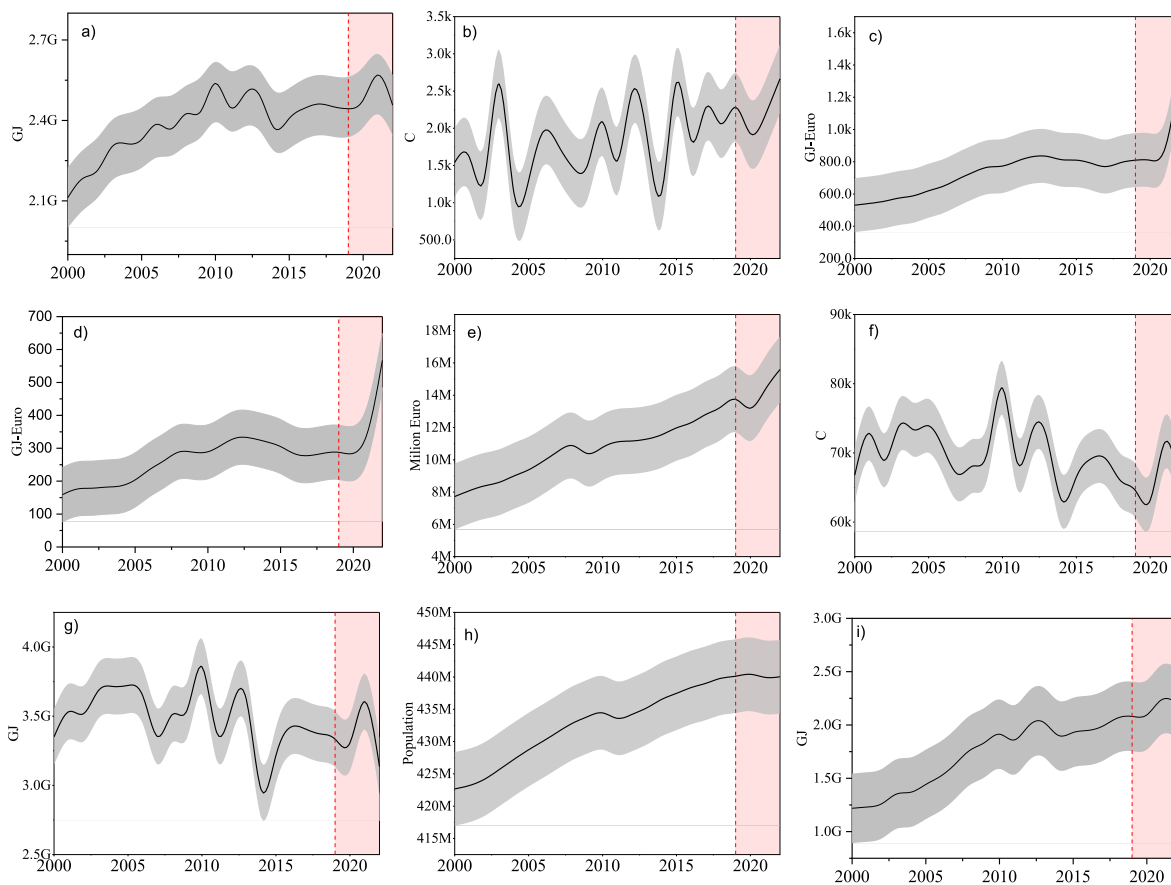 a)
GJ
2.7G
2.4G
2.1G
2000 2005 2010 2015 2020
b)
C
3.5k
3.0k
2.5k
2.0k
1.5k
1.0k
500.0
2000 2005 2010 2015 2020
c)
GJ-Euro
1.6k
1.4k
1.2k
1.0k
800.0
600.0
400.0
200.0
2000 2005 2010 2015 2020
d)
GJ-Euro
700
600
500
400
300
200
100
0
2000 2005 2010 2015 2020
e)
Milion Euro
18M
16M
14M
12M
10M
8M
6M
4M
2000 2005 2010 2015 2020
f)
C
90k
80k
70k
60k
2000 2005 2010 2015 2020
g)
GJ
4.0G
3.5G
3.0G
2.5G
2000 2005 2010 2015 2020
h)
Population
450M
445M
440M
435M
430M
425M
420M
415M
2000 2005 2010 2015 2020
i)
GJ
3.0G
2.5G
2.0G
1.5G
1.0G
2000 2005 2010 2015 2020